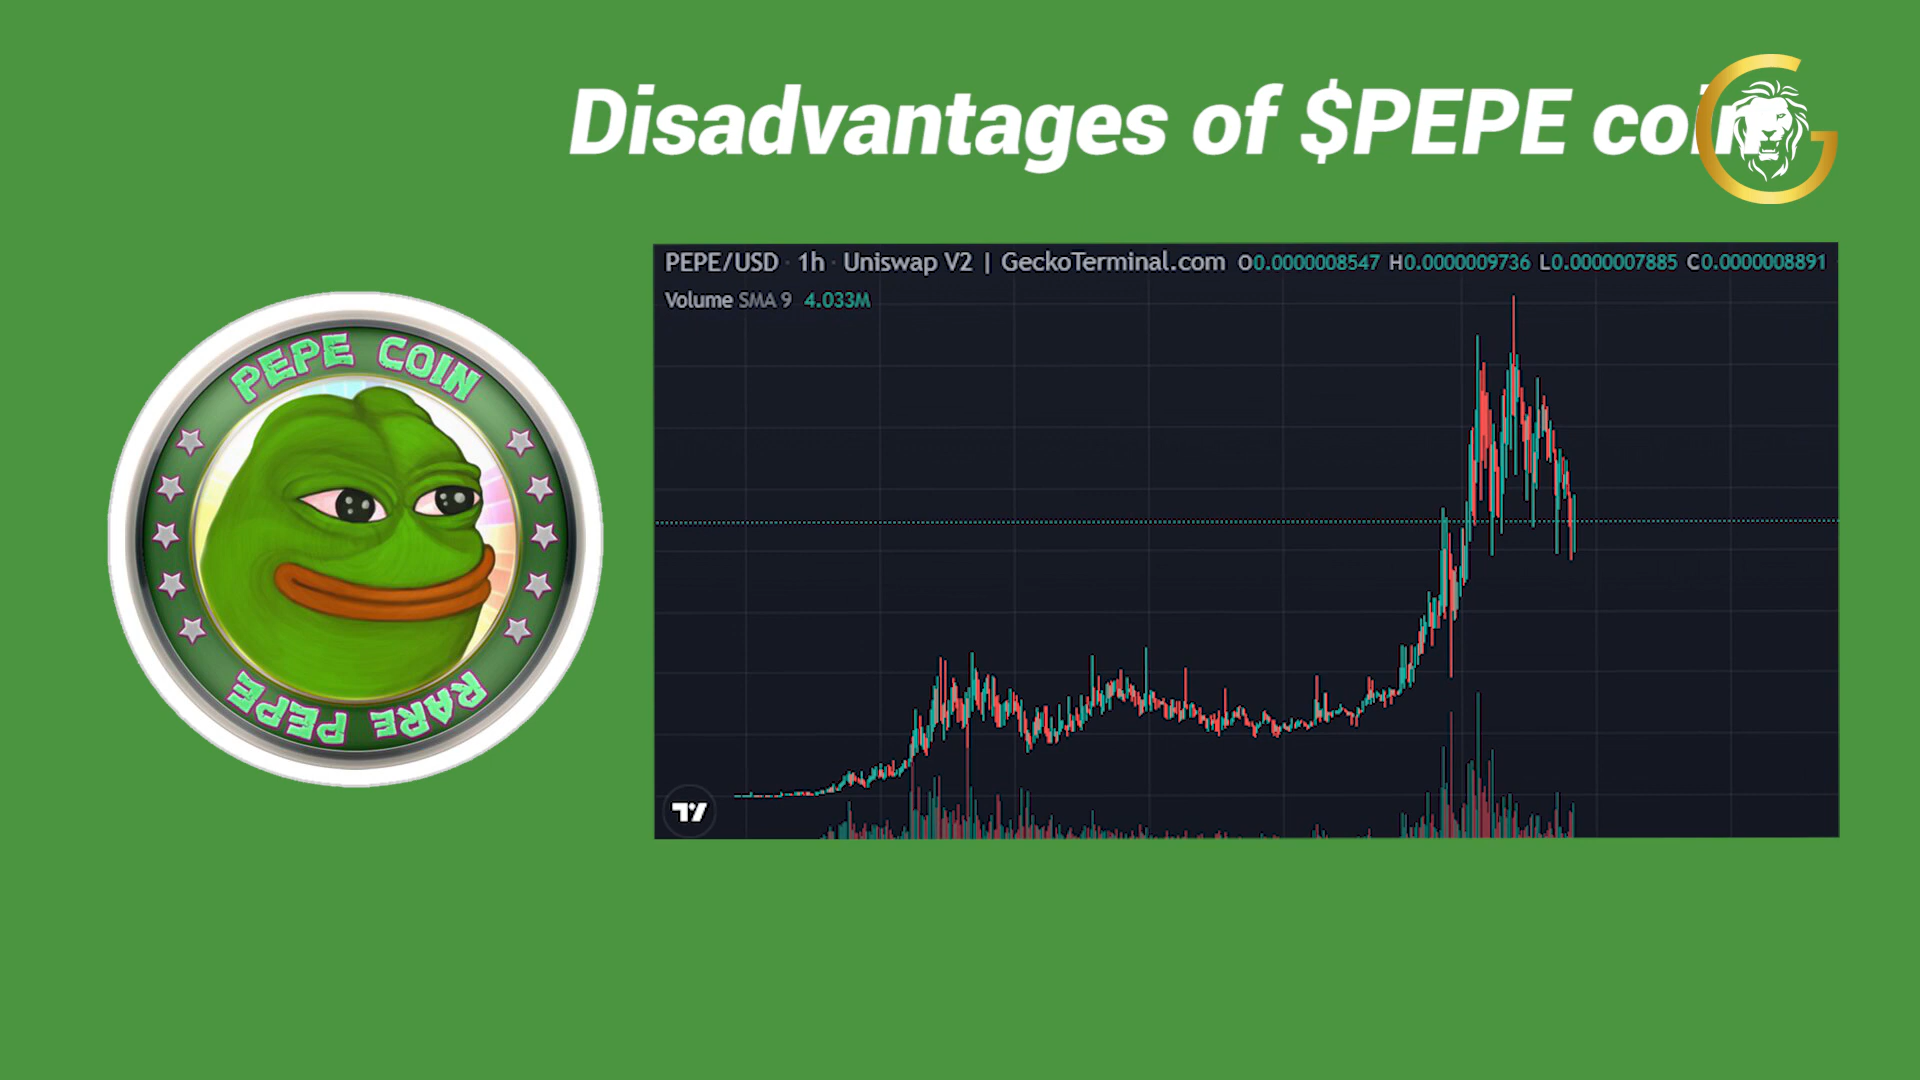 Disadvantages of $PEPE coin
PEPE/USD · 1h · Uniswap V2 | GeckoTerminal.com O0.0000008547 H0.0000009736 L0.0000007885 C0.0000008891
Volume SMA 9 4.033M
PEPE COIN
RARE PEPE